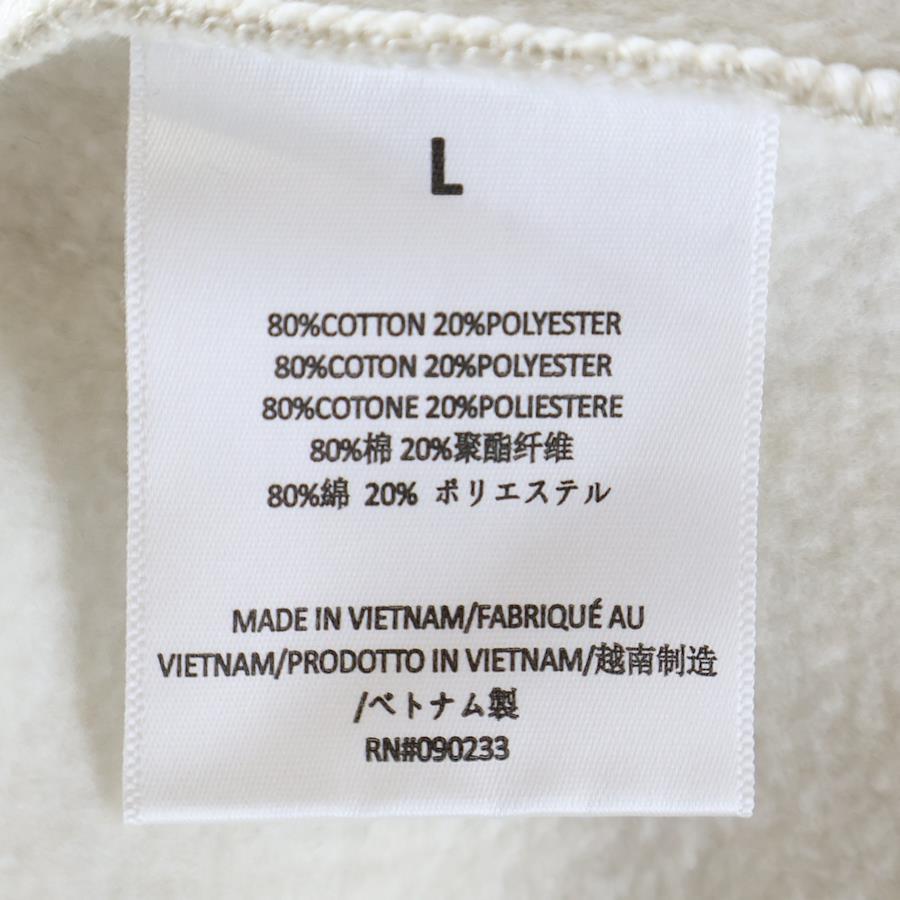 L
80%COTTON 20%POLYESTER
80%COTON 20%POLYESTER
80%COTONE 20%POLIESTERE
80%棉 20%聚酯纤维
80%綿 20% ポリエステル
MADE IN VIETNAM/FABRIQUÉ AU
VIETNAM/PRODOTTO IN VIETNAM/越南制造
/ベトナム製
RN#090233